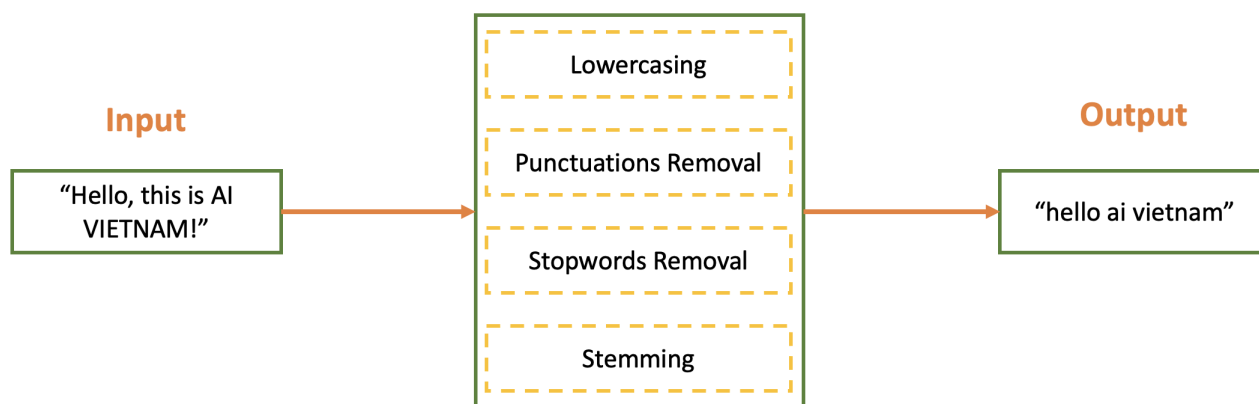 Input
“Hello, this is AI
VIETNAM!”
Lowercasing
Punctuations Removal
Stopwords Removal
Stemming
Output
“hello ai vietnam”